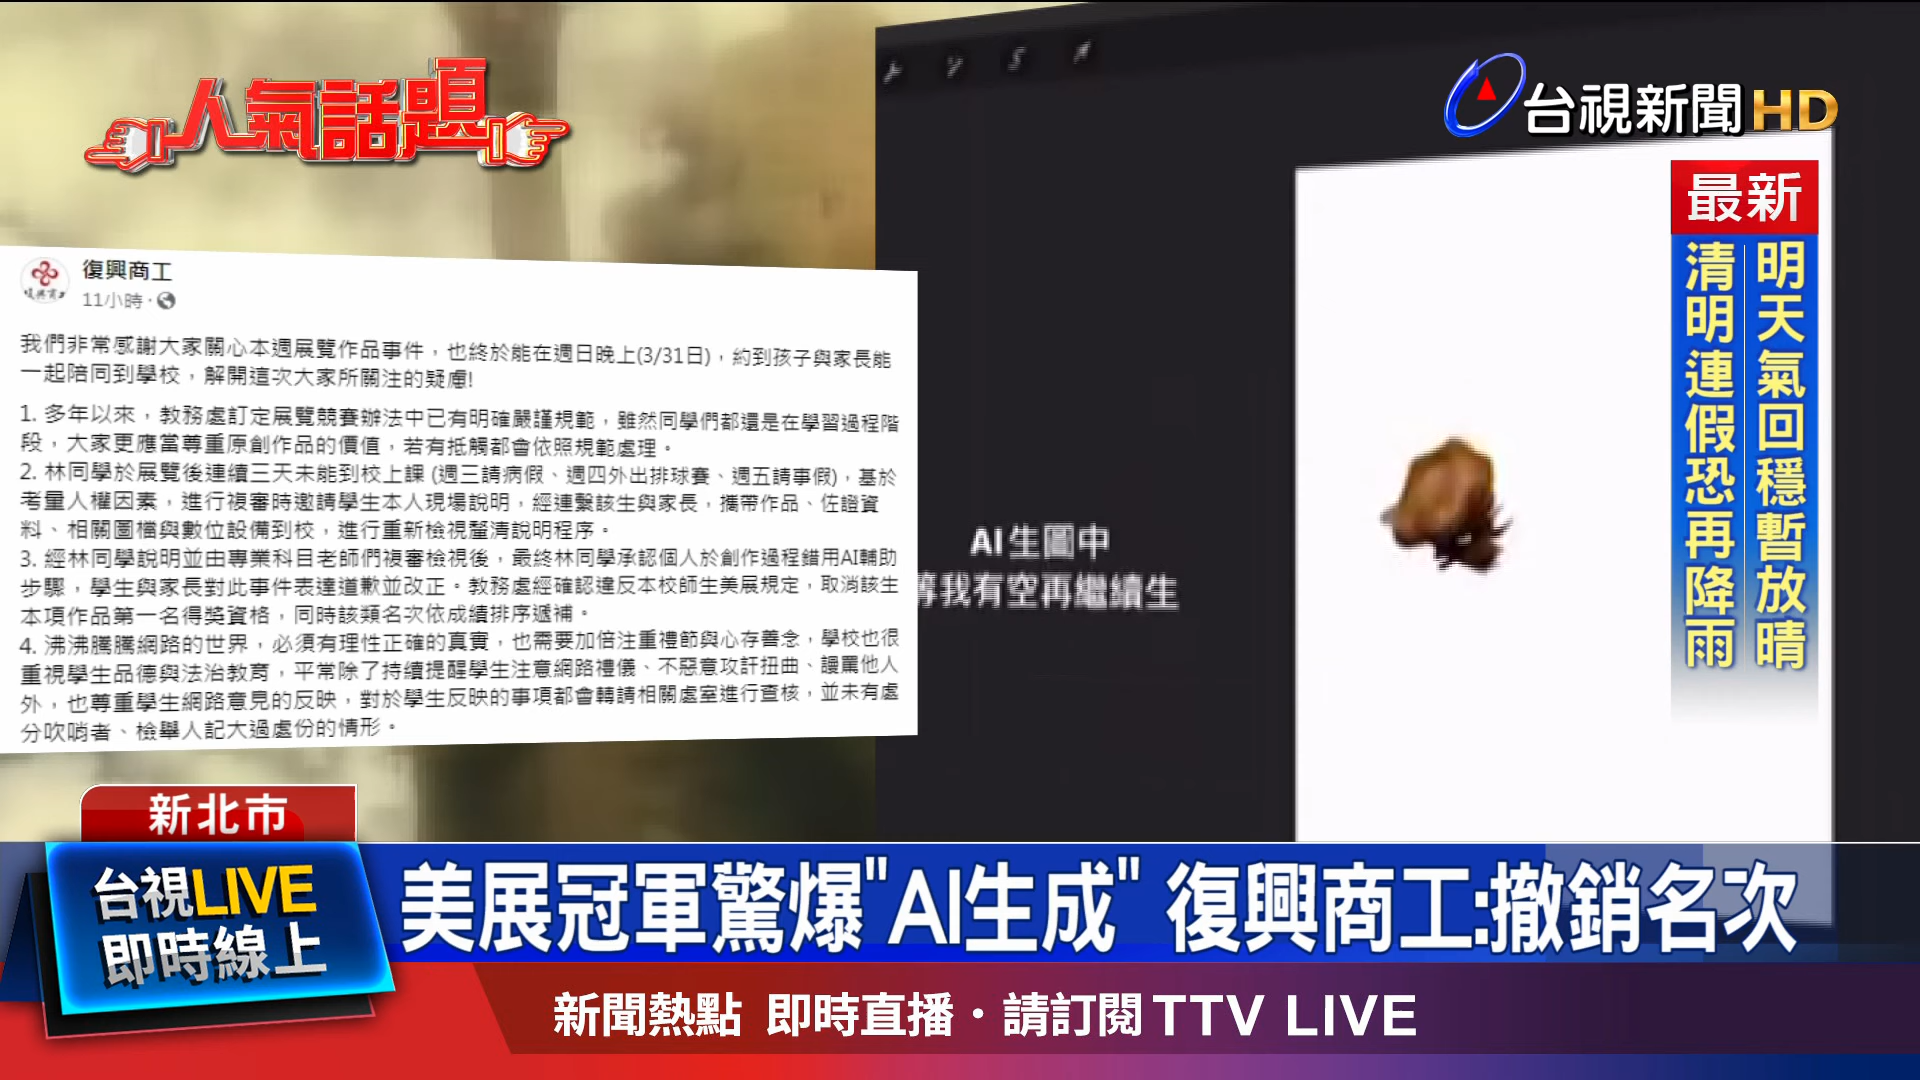 人氣話題
台視新聞HD
最新
明天氣回穩暫放晴
清明連假恐再降雨
復興商工
11小時·
我們非常感謝大家關心本週展覽作品事件，也終於能在週日晚上(3/31日)，約到孩子與家長能
一起陪同到學校，解開這次大家所關注的疑慮!
1. 多年以來，教務處訂定展覽競賽辦法中已有明確嚴謹規範，雖然同學們都還是在學習過程階
段，大家更應當尊重原創作品的價值，若有抵觸都會依照規範處理。
2. 林同學於展覽後連續三天未能到校上課 (週三請病假、週四外出排球賽、週五請事假)，基於
考量人權因素，進行複審時邀請學生本人現場說明，經連繫該生與家長，攜帶作品、佐證資
料、相關圖檔與數位設備到校，進行重新檢視釐清說明程序。
3. 經林同學說明並由專業科目老師們複審檢視後，最終林同學承認個人於創作過程錯用AI輔助
步驟，學生與家長對此事件表達道歉並改正。教務處經確認違反本校師生美展規定，取消該生
本項作品第一名得獎資格，同時該類名次依成績排序遞補。
4. 沸沸騰騰網路的世界，必須有理性正確的真實，也需要加倍注重禮節與心存善念，學校也很
重視學生品德與法治教育，平常除了持續提醒學生注意網路禮儀、不惡意攻訐扭曲、謾罵他人
外，也尊重學生網路意見的反映，對於學生反映的事項都會轉請相關處室進行查核，並未有處
分吹哨者、檢舉人記大過處份的情形。
AI生圖中
等我有空再繼續生
新北市
台視LIVE
即時線上
美展冠軍驚爆"AI生成" 復興商工:撤銷名次
新聞熱點 即時直播·請訂閱TTV LIVE